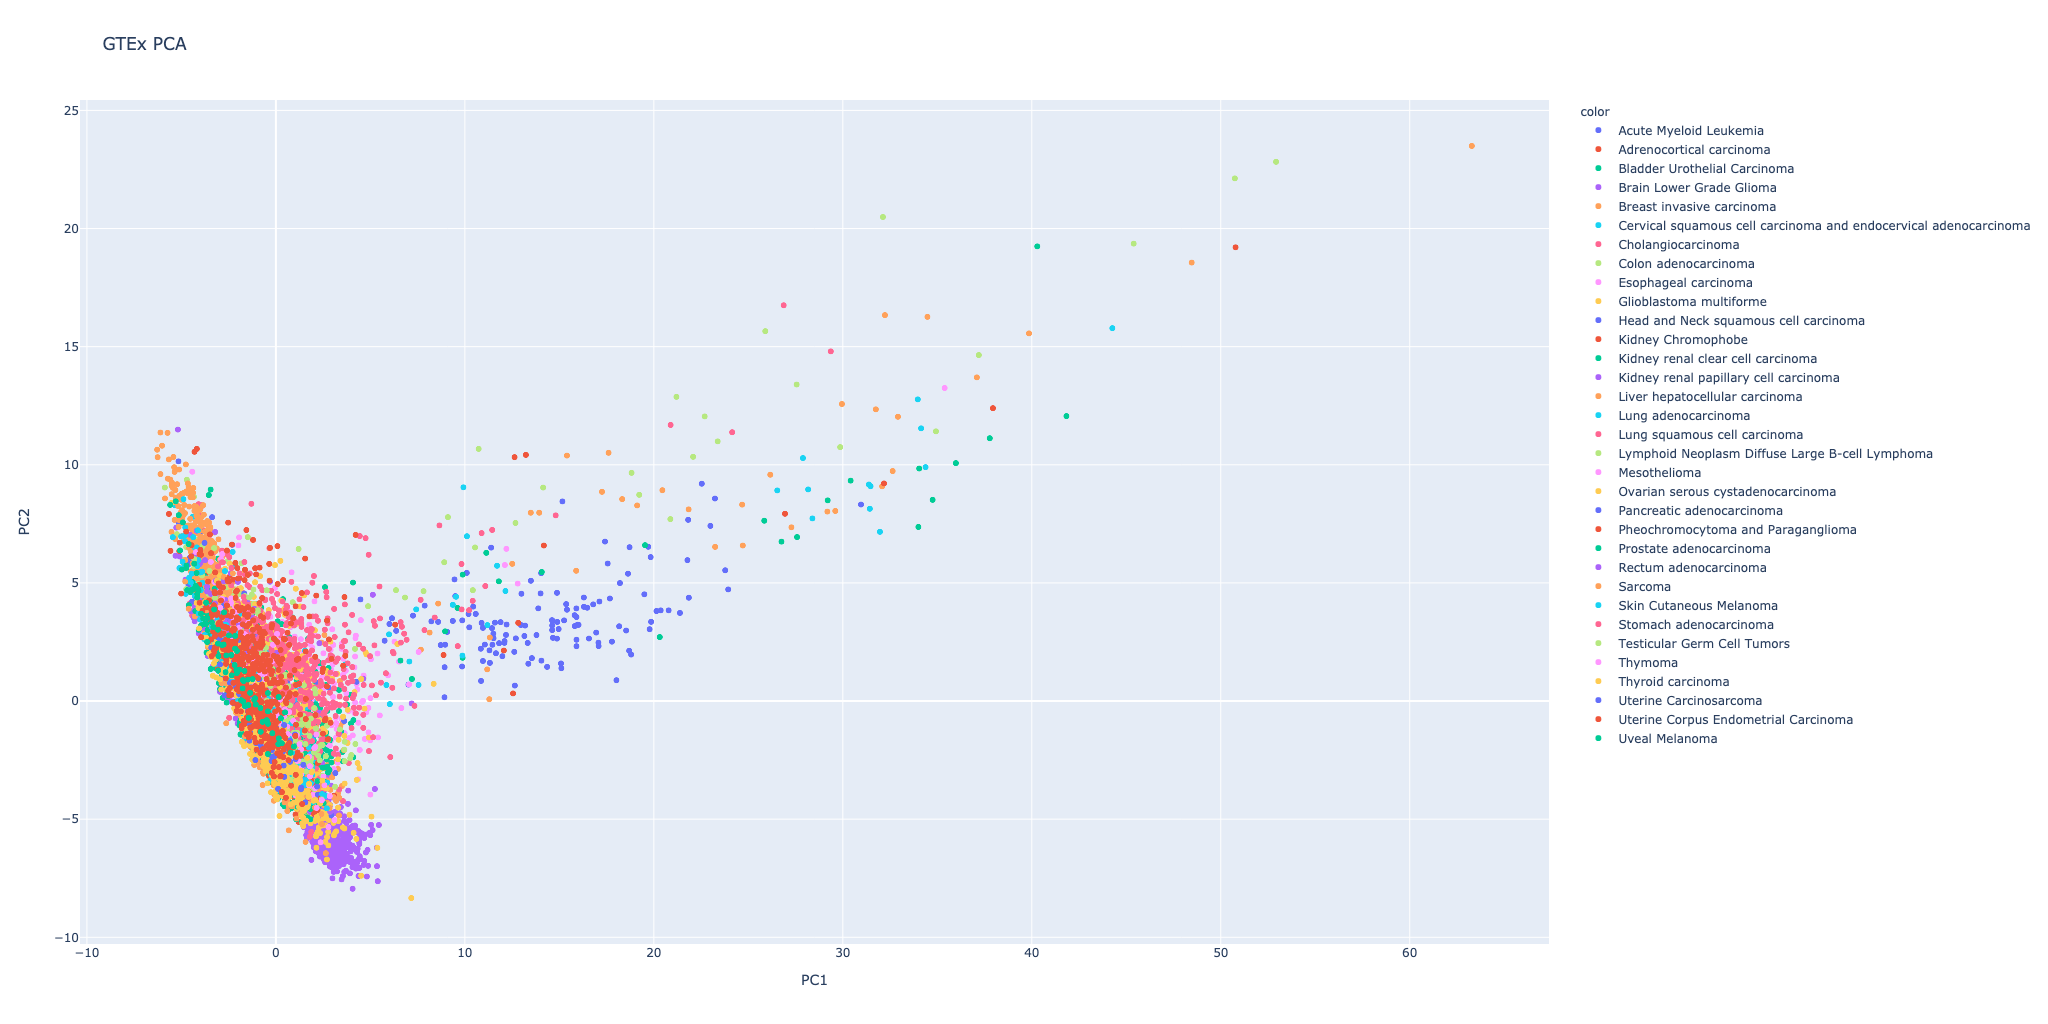 GTEx PCA
25
20
15
10
5
0
−5
−10
PC2
−10
0
10
20
30
40
50
60
PC1
color
Acute Myeloid Leukemia
Adrenocortical carcinoma
Bladder Urothelial Carcinoma
Brain Lower Grade Glioma
Breast invasive carcinoma
Cervical squamous cell carcinoma and endocervical adenocarcinoma
Cholangiocarcinoma
Colon adenocarcinoma
Esophageal carcinoma
Glioblastoma multiforme
Head and Neck squamous cell carcinoma
Kidney Chromophobe
Kidney renal clear cell carcinoma
Kidney renal papillary cell carcinoma
Liver hepatocellular carcinoma
Lung adenocarcinoma
Lung squamous cell carcinoma
Lymphoid Neoplasm Diffuse Large B-cell Lymphoma
Mesothelioma
Ovarian serous cystadenocarcinoma
Pancreatic adenocarcinoma
Pheochromocytoma and Paraganglioma
Prostate adenocarcinoma
Rectum adenocarcinoma
Sarcoma
Skin Cutaneous Melanoma
Stomach adenocarcinoma
Testicular Germ Cell Tumors
Thymoma
Thyroid carcinoma
Uterine Carcinosarcoma
Uterine Corpus Endometrial Carcinoma
Uveal Melanoma